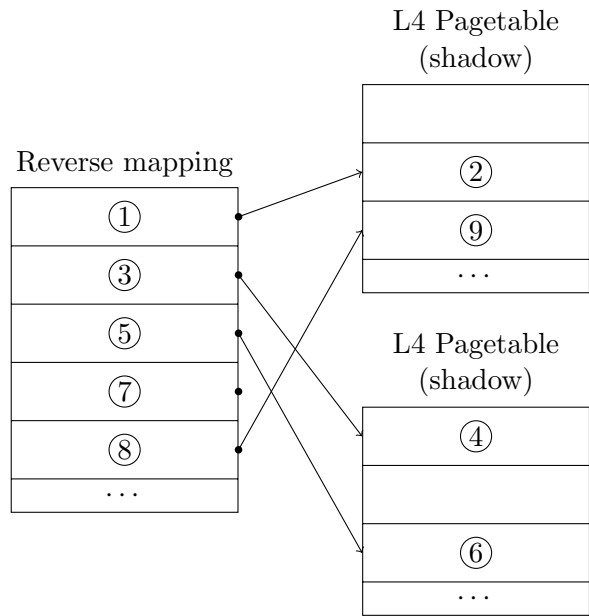 Reverse mapping
①
③
⑤
⑦
⑧
...
L4 Pagetable
(shadow)
②
⑨
...
L4 Pagetable
(shadow)
④
⑥
...